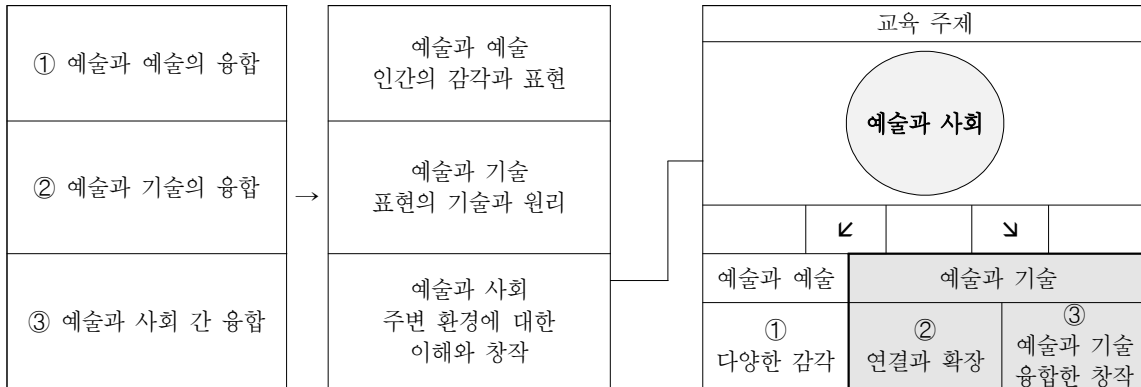 ① 예술과 예술의 융합
② 예술과 기술의 융합
③ 예술과 사회 간 융합
→
예술과 예술
인간의 감각과 표현
예술과 기술
표현의 기술과 원리
예술과 사회
주변 환경에 대한
이해와 창작
교육 주제
예술과 사회
↙ ↘
예술과 예술
예술과 기술
①
다양한 감각
②
연결과 확장
③
예술과 기술
융합한 창작